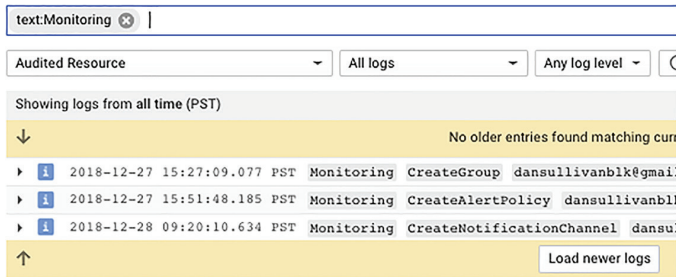 text:Monitoring
Audited Resource All logs Any log level
Showing logs from all time (PST)
No older entries found matching curr
2018-12-27 15:27:09.077 PST Monitoring CreateGroup dansullivanblk@gmai
2018-12-27 15:51:48.185 PST Monitoring CreateAlertPolicy dansullivanbl
2018-12-28 09:20:10.634 PST Monitoring CreateNotificationChannel dansu
Load newer logs